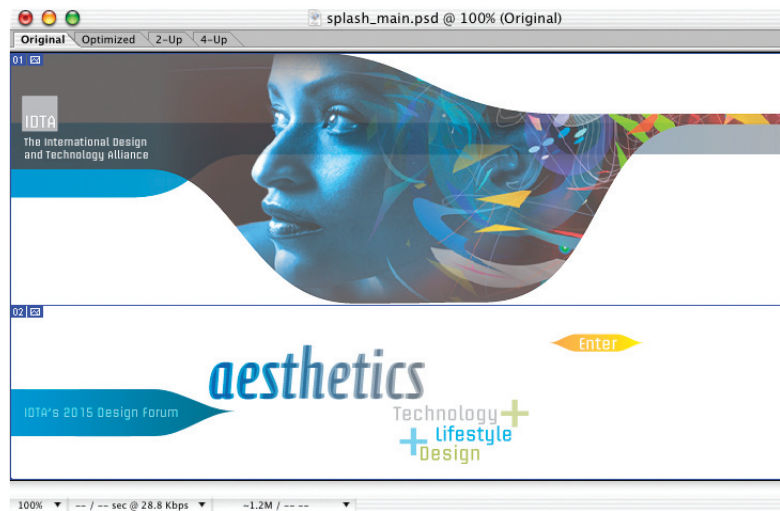 splash_main.psd @ 100% (Original)
Original Optimized 2-Up 4-Up
01
IDTA
The International Design
and Technology Alliance
02
Enter
aesthetics
IDTA's 2015 Design Forum
Technology
Lifestyle
Design
100% -- / -- sec @ 28.8 Kbps ~1.2M / -- --